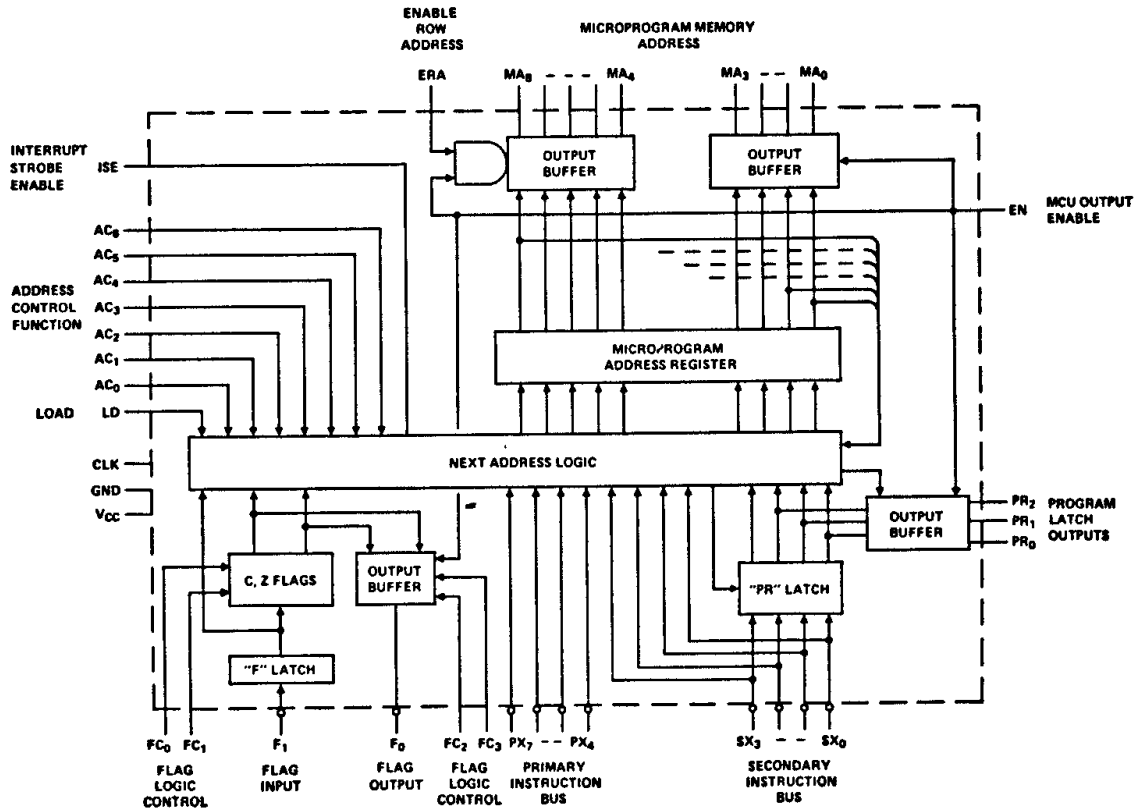 ENABLE
ROW
ADDRESS
MICROPROGRAM MEMORY
ADDRESS
ERA
MA₈ - - - MA₄
MA₃ - - MA₀
INTERRUPT
STROBE
ENABLE
ISE
OUTPUT
BUFFER
OUTPUT
BUFFER
EN
MCU OUTPUT
ENABLE
AC₆
AC₅
AC₄
ADDRESS
CONTROL
FUNCTION
AC₃
AC₂
AC₁
AC₀
MICRO/ROGRAM
ADDRESS REGISTER
LOAD LD
CLK
GND
V_CC
NEXT ADDRESS LOGIC
OUTPUT
BUFFER
PR₂
PR₁
PR₀
PROGRAM
LATCH
OUTPUTS
C, Z FLAGS
OUTPUT
BUFFER
"PR" LATCH
"F" LATCH
FC₀ FC₁
FLAG
LOGIC
CONTROL
F₁
FLAG
INPUT
F₀
FLAG
OUTPUT
FC₂ FC₃
FLAG
LOGIC
CONTROL
PX₇ - - PX₄
PRIMARY
INSTRUCTION
BUS
SX₃ - - SX₀
SECONDARY
INSTRUCTION
BUS